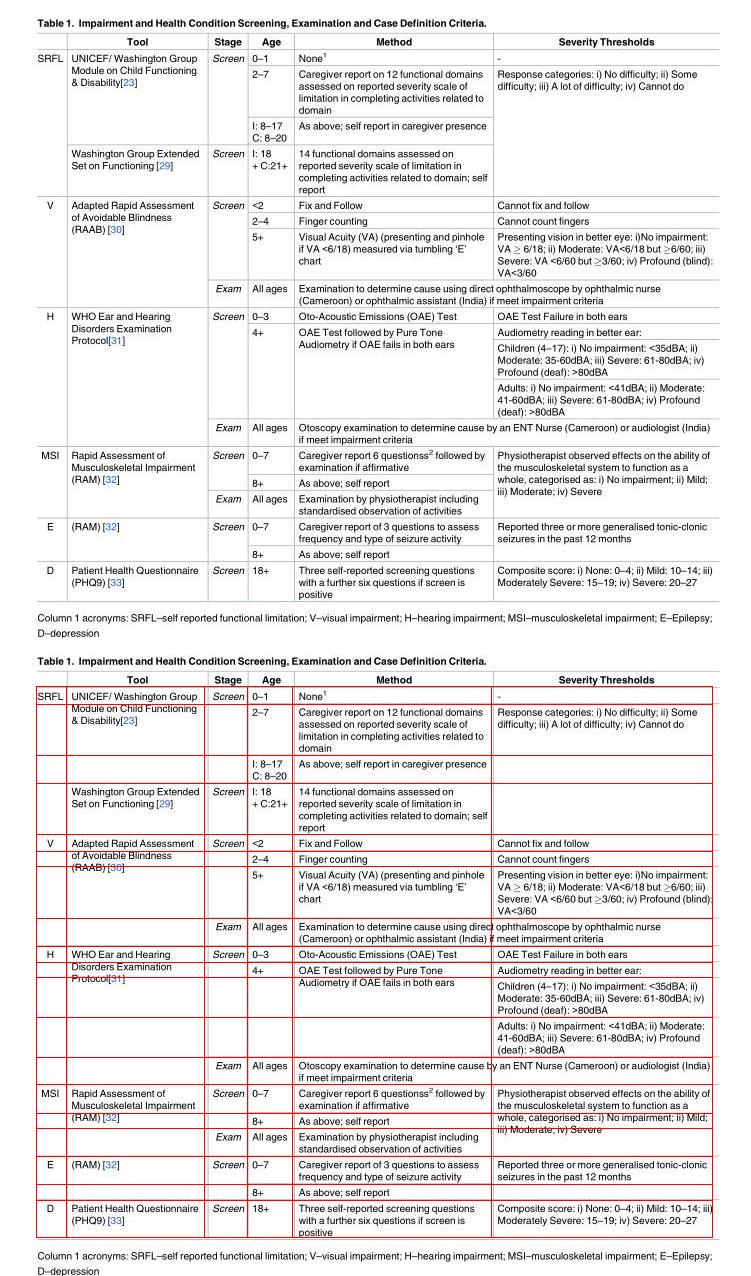 Table 1. Impairment and Health Condition Screening, Examination and Case Definition Criteria.
Tool Stage Age Method Severity Thresholds
SRFL UNICEF/ Washington Group Module on Child Functioning & Disability[23] Screen 0–1 None1 -
2–7 Caregiver report on 12 functional domains assessed on reported severity scale of limitation in completing activities related to domain Response categories: i) No difficulty; ii) Some difficulty; iii) A lot of difficulty; iv) Cannot do
I: 8–17 C: 8–20 As above; self report in caregiver presence
Washington Group Extended Set on Functioning [29] Screen I: 18 + C:21+ 14 functional domains assessed on reported severity scale of limitation in completing activities related to domain; self report
V Adapted Rapid Assessment of Avoidable Blindness (RAAB) [30] Screen <2 Fix and Follow Cannot fix and follow
2–4 Finger counting Cannot count fingers
5+ Visual Acuity (VA) (presenting and pinhole if VA <6/18) measured via tumbling ‘E’ chart Presenting vision in better eye: i)No impairment: VA ≥ 6/18; ii) Moderate: VA<6/18 but ≥6/60; iii) Severe: VA <6/60 but ≥3/60; iv) Profound (blind): VA<3/60
Exam All ages Examination to determine cause using direct ophthalmoscope by ophthalmic nurse (Cameroon) or ophthalmic assistant (India) if meet impairment criteria
H WHO Ear and Hearing Disorders Examination Protocol[31] Screen 0–3 Oto-Acoustic Emissions (OAE) Test OAE Test Failure in both ears
4+ OAE Test followed by Pure Tone Audiometry if OAE fails in both ears Audiometry reading in better ear:
Children (4–17): i) No impairment: <35dBA; ii) Moderate: 35-60dBA; iii) Severe: 61-80dBA; iv) Profound (deaf): >80dBA
Adults: i) No impairment: <41dBA; ii) Moderate: 41-60dBA; iii) Severe: 61-80dBA; iv) Profound (deaf): >80dBA
Exam All ages Otoscopy examination to determine cause by an ENT Nurse (Cameroon) or audiologist (India) if meet impairment criteria
MSI Rapid Assessment of Musculoskeletal Impairment (RAM) [32] Screen 0–7 Caregiver report 6 questionss2 followed by examination if affirmative Physiotherapist observed effects on the ability of the musculoskeletal system to function as a whole, categorised as: i) No impairment; ii) Mild; iii) Moderate; iv) Severe
8+ As above; self report
Exam All ages Examination by physiotherapist including standardised observation of activities
E (RAM) [32] Screen 0–7 Caregiver report of 3 questions to assess frequency and type of seizure activity Reported three or more generalised tonic-clonic seizures in the past 12 months
8+ As above; self report
D Patient Health Questionnaire (PHQ9) [33] Screen 18+ Three self-reported screening questions with a further six questions if screen is positive Composite score: i) None: 0–4; ii) Mild: 10–14; iii) Moderately Severe: 15–19; iv) Severe: 20–27
Column 1 acronyms: SRFL–self reported functional limitation; V–visual impairment; H–hearing impairment; MSI–musculoskeletal impairment; E–Epilepsy;
D–depression
Table 1. Impairment and Health Condition Screening, Examination and Case Definition Criteria.
Tool Stage Age Method Severity Thresholds
SRFL UNICEF/ Washington Group Module on Child Functioning & Disability[23] Screen 0–1 None1 -
2–7 Caregiver report on 12 functional domains assessed on reported severity scale of limitation in completing activities related to domain Response categories: i) No difficulty; ii) Some difficulty; iii) A lot of difficulty; iv) Cannot do
I: 8–17 C: 8–20 As above; self report in caregiver presence
Washington Group Extended Set on Functioning [29] Screen I: 18 + C:21+ 14 functional domains assessed on reported severity scale of limitation in completing activities related to domain; self report
V Adapted Rapid Assessment of Avoidable Blindness (RAAB) [30] Screen <2 Fix and Follow Cannot fix and follow
2–4 Finger counting Cannot count fingers
5+ Visual Acuity (VA) (presenting and pinhole if VA <6/18) measured via tumbling ‘E’ chart Presenting vision in better eye: i)No impairment: VA ≥ 6/18; ii) Moderate: VA<6/18 but ≥6/60; iii) Severe: VA <6/60 but ≥3/60; iv) Profound (blind): VA<3/60
Exam All ages Examination to determine cause using direct ophthalmoscope by ophthalmic nurse (Cameroon) or ophthalmic assistant (India) if meet impairment criteria
H WHO Ear and Hearing Disorders Examination Protocol[31] Screen 0–3 Oto-Acoustic Emissions (OAE) Test OAE Test Failure in both ears
4+ OAE Test followed by Pure Tone Audiometry if OAE fails in both ears Audiometry reading in better ear:
Children (4–17): i) No impairment: <35dBA; ii) Moderate: 35-60dBA; iii) Severe: 61-80dBA; iv) Profound (deaf): >80dBA
Adults: i) No impairment: <41dBA; ii) Moderate: 41-60dBA; iii) Severe: 61-80dBA; iv) Profound (deaf): >80dBA
Exam All ages Otoscopy examination to determine cause by an ENT Nurse (Cameroon) or audiologist (India) if meet impairment criteria
MSI Rapid Assessment of Musculoskeletal Impairment (RAM) [32] Screen 0–7 Caregiver report 6 questionss2 followed by examination if affirmative Physiotherapist observed effects on the ability of the musculoskeletal system to function as a whole, categorised as: i) No impairment; ii) Mild; iii) Moderate; iv) Severe
8+ As above; self report
Exam All ages Examination by physiotherapist including standardised observation of activities
E (RAM) [32] Screen 0–7 Caregiver report of 3 questions to assess frequency and type of seizure activity Reported three or more generalised tonic-clonic seizures in the past 12 months
8+ As above; self report
D Patient Health Questionnaire (PHQ9) [33] Screen 18+ Three self-reported screening questions with a further six questions if screen is positive Composite score: i) None: 0–4; ii) Mild: 10–14; iii) Moderately Severe: 15–19; iv) Severe: 20–27
Column 1 acronyms: SRFL–self reported functional limitation; V–visual impairment; H–hearing impairment; MSI–musculoskeletal impairment; E–Epilepsy;
D–depression